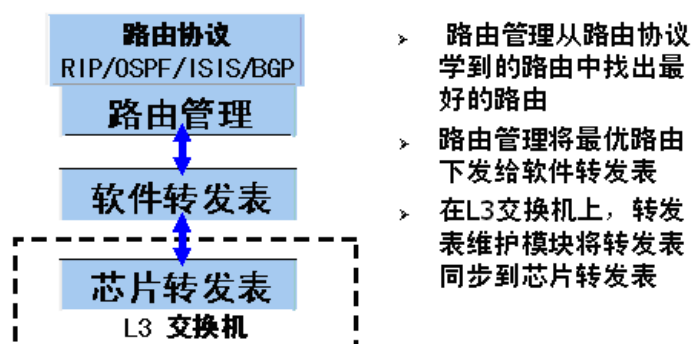 路由协议
RIP/OSPF/ISIS/BGP
路由管理
软件转发表
芯片转发表
L3 交换机
➢ 路由管理从路由协议
学到的路由中找出最
好的路由
➢ 路由管理将最优路由
下发给软件转发表
➢ 在L3交换机上，转发
表维护模块将转发表
同步到芯片转发表